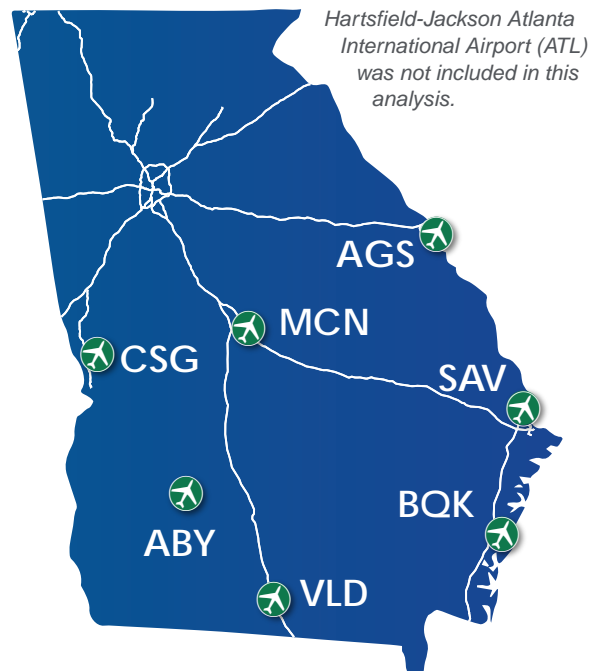 Hartsfield-Jackson Atlanta
International Airport (ATL)
was not included in this
analysis.
AGS
MCN
CSG
SAV
BQK
ABY
VLD